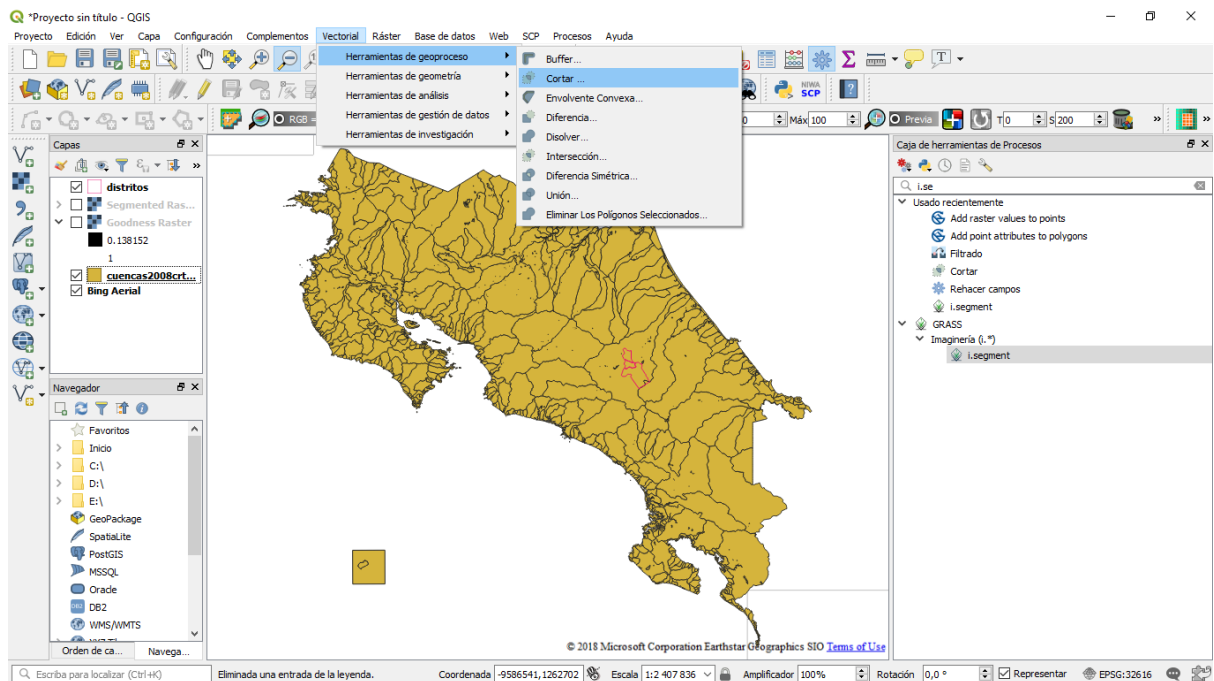 *Proyecto sin título - QGIS
Proyecto Edición Ver Capa Configuración Complementos Vectorial Ráster Base de datos Web SCP Procesos Ayuda
Herramientas de geoproceso
Herramientas de geometría
Herramientas de análisis
Herramientas de gestión de datos
Herramientas de investigación
Buffer...
Cortar ...
Envolvente Convexa...
Diferencia...
Disolver...
Intersección...
Diferencia Simétrica...
Unión...
Eliminar Los Polígonos Seleccionados...
NIWA
SCP
RGB =
0 Máx 100 Previa T 0 S 200
Capas
distritos
Segmented Ras...
Goodness Raster
0.138152
1
cuencas2008crt...
Bing Aerial
Navegador
Favoritos
Inicio
C:\
D:\
E:\
GeoPackage
SpatiaLite
PostGIS
MSSQL
Oracle
DB2
WMS/WMTS
Orden de ca... Navega...
© 2018 Microsoft Corporation Earthstar Geographics SIO Terms of Use
Caja de herramientas de Procesos
i.se
Usado recientemente
Add raster values to points
Add point attributes to polygons
Filtrado
Cortar
Rehacer campos
i.segment
GRASS
Imaginería (i.*)
i.segment
Escriba para localizar (Ctrl+K) Eliminada una entrada de la leyenda. Coordenada -9586541,1262702 Escala 1:2 407 836 Amplificador 100% Rotación 0,0 ° Representar EPSG:32616